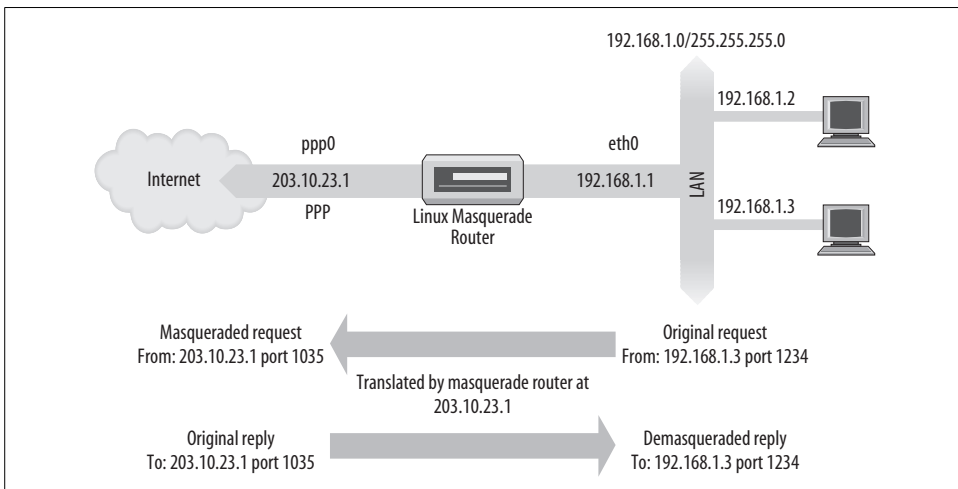 192.168.1.0/255.255.255.0
192.168.1.2
ppp0
eth0
Internet
203.10.23.1
192.168.1.1
LAN
PPP
Linux Masquerade
Router
192.168.1.3
Masqueraded request
From: 203.10.23.1 port 1035
Original request
From: 192.168.1.3 port 1234
Translated by masquerade router at
203.10.23.1
Original reply
To: 203.10.23.1 port 1035
Demasqueraded reply
To: 192.168.1.3 port 1234